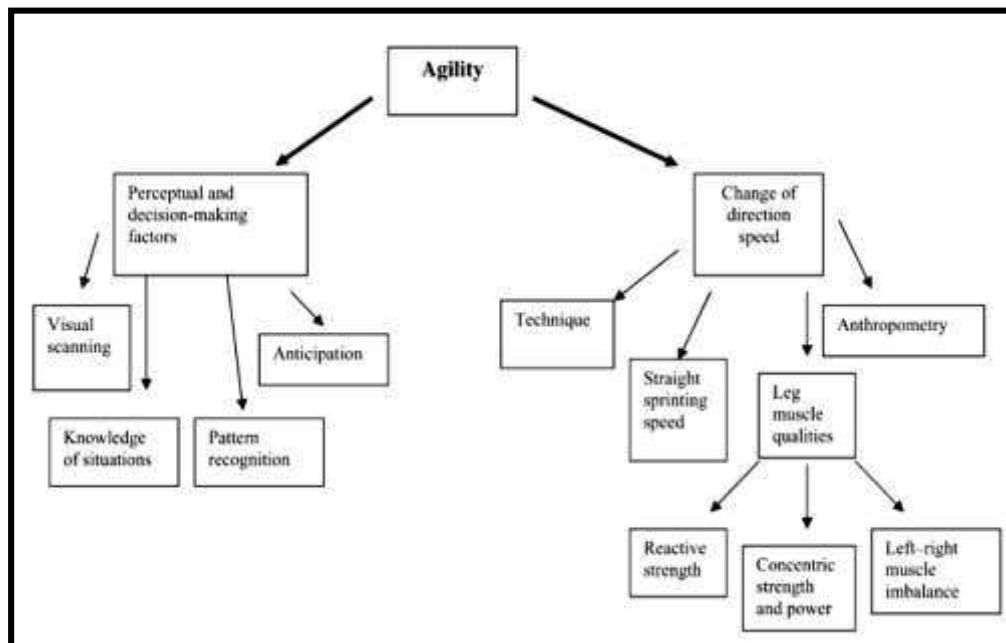 Agility
Perceptual and
decision-making
factors
Change of
direction
speed
Visual
scanning
Anticipation
Technique
Anthropometry
Straight
sprinting
speed
Leg
muscle
qualities
Knowledge
of situations
Pattern
recognition
Reactive
strength
Concentric
strength
and power
Left–right
muscle
imbalance